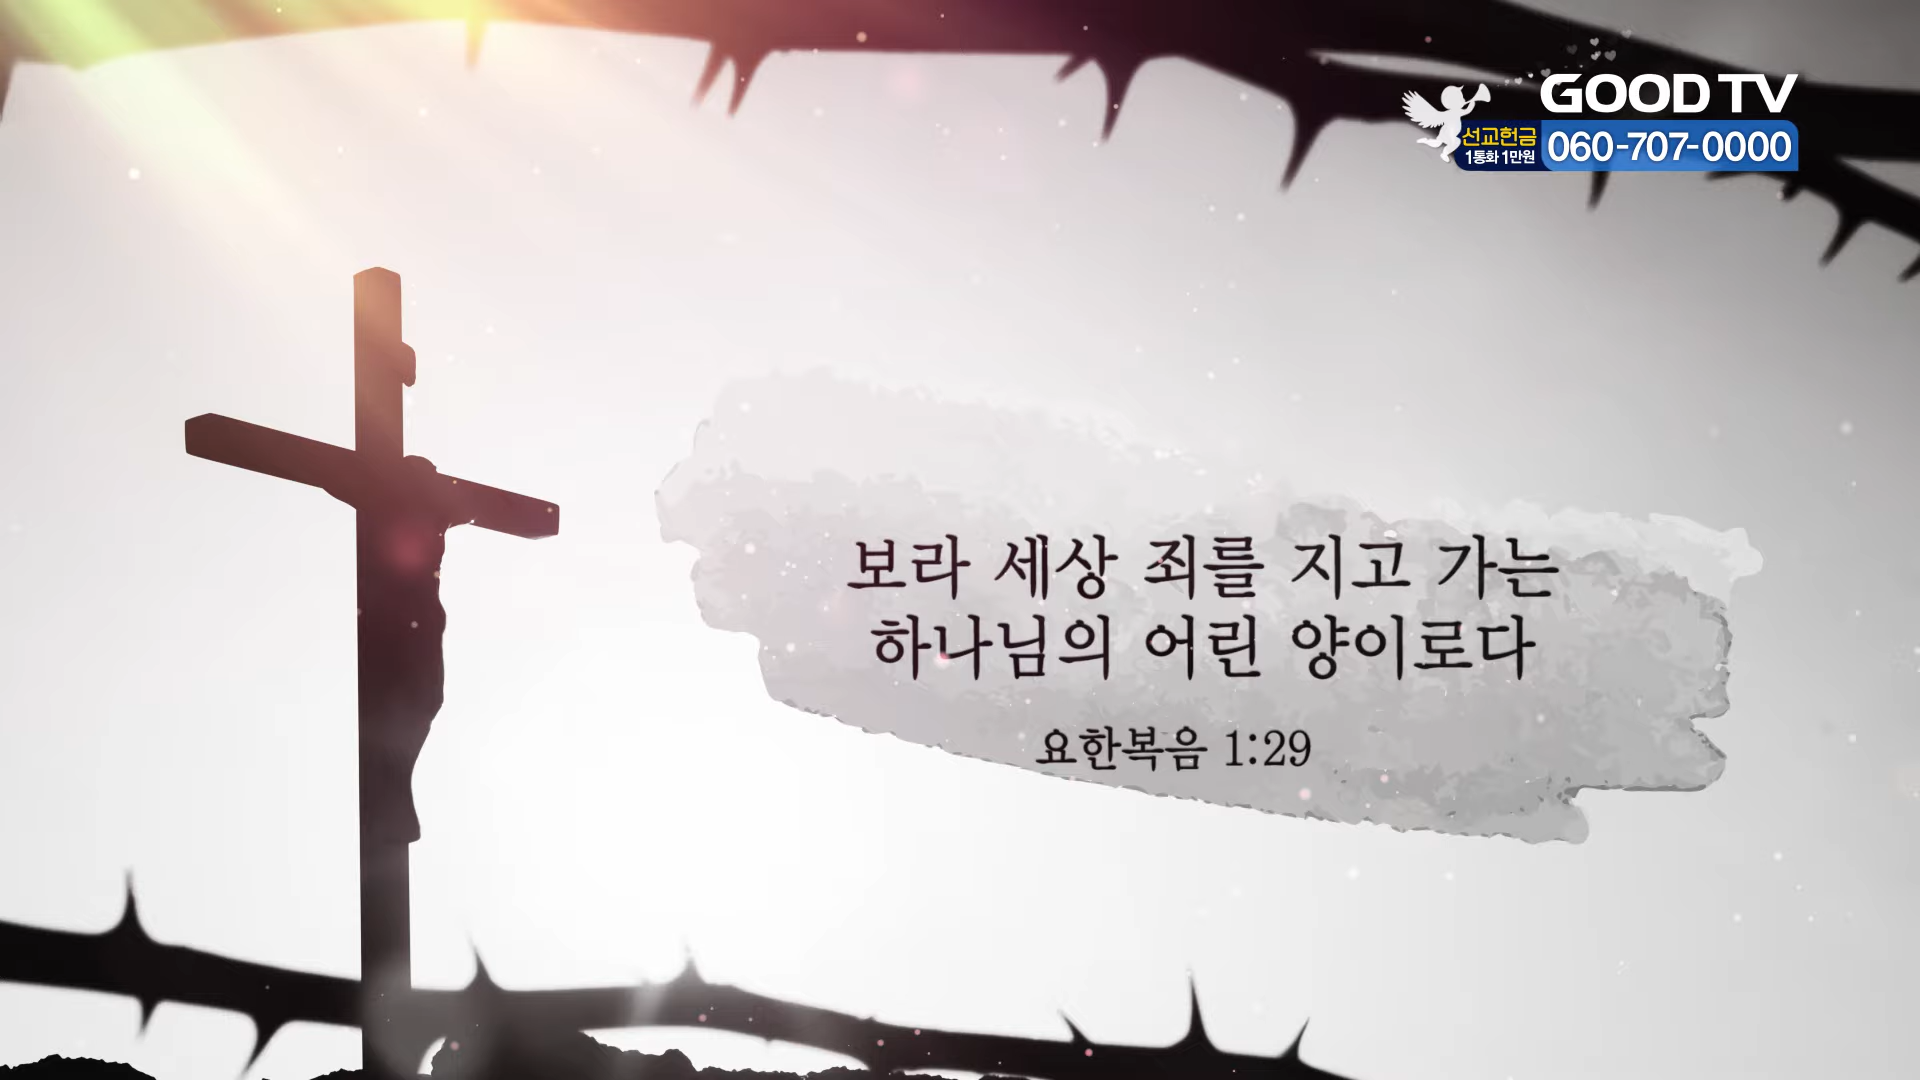 GOOD TV
선교헌금
1통화 1만원
060-707-0000
보라 세상 죄를 지고 가는
하나님의 어린 양이로다
요한복음 1:29